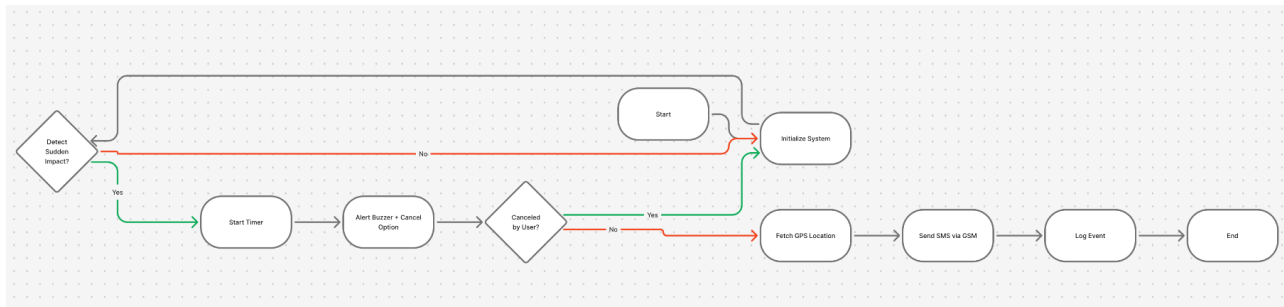 Start
Detect
Sudden
Impact?
Initialize System
No
Yes
Start Timer
Alert Buzzer + Cancel
Option
Canceled
by User?
Yes
No
Fetch GPS Location
Send SMS via GSM
Log Event
End